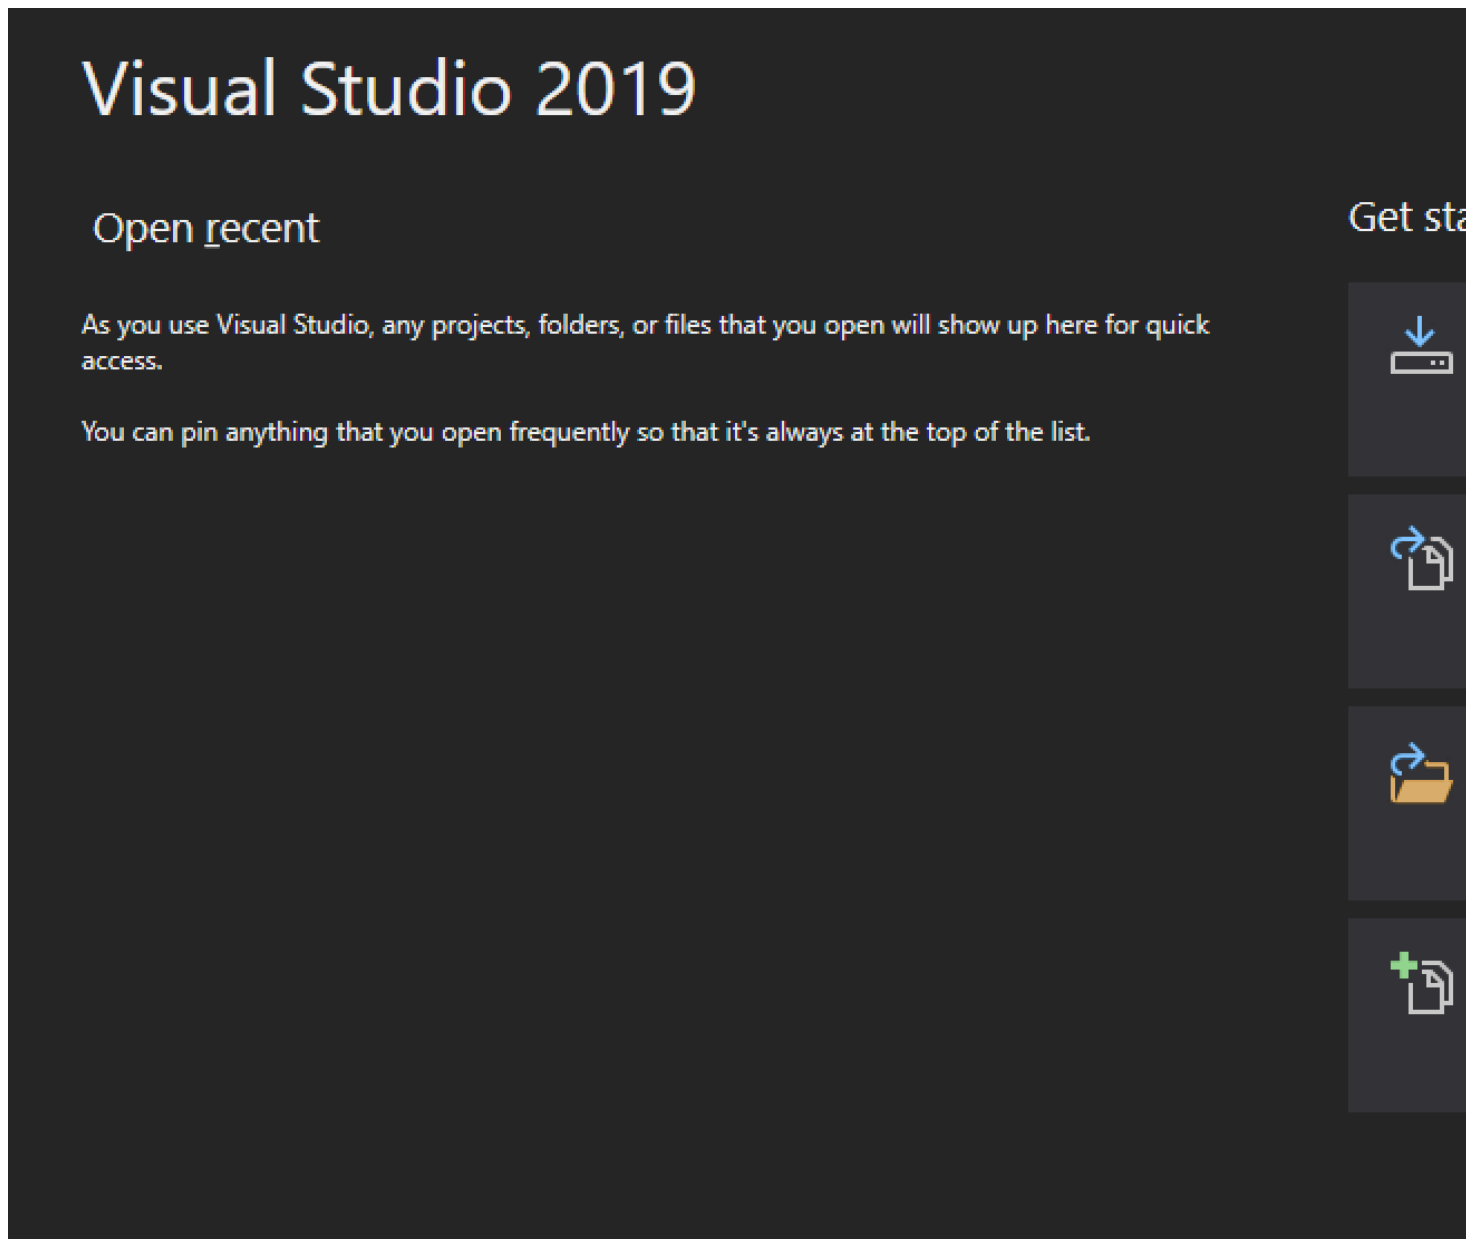 Visual Studio 2019
Open recent
As you use Visual Studio, any projects, folders, or files that you open will show up here for quick
access.
You can pin anything that you open frequently so that it's always at the top of the list.
Get sta